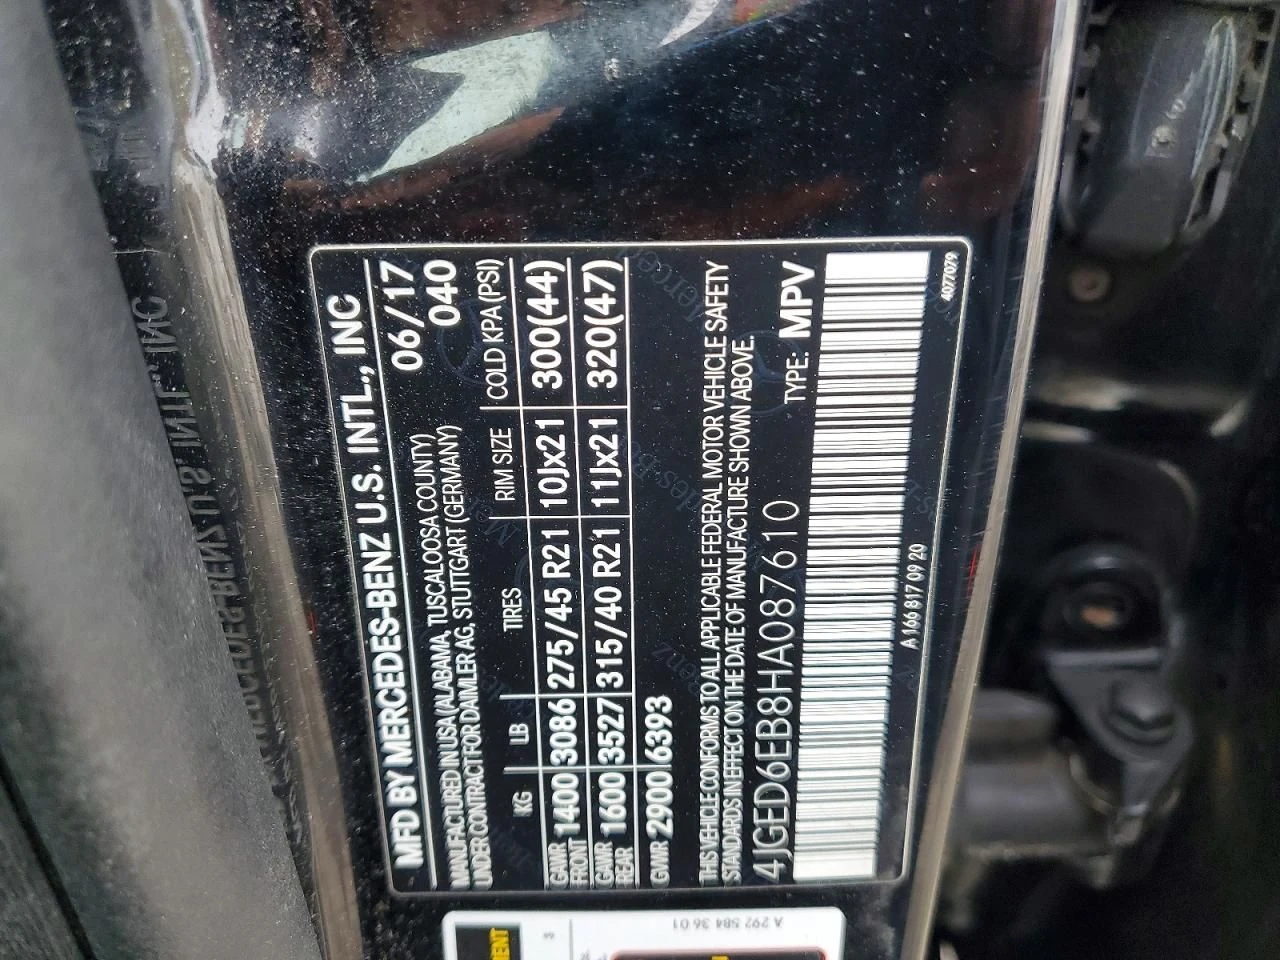 MFD BY MERCEDES-BENZ U.S. INTL., INC
06/17
MANUFACTURED IN USA (ALABAMA, TUSCALOOSA COUNTY)
UNDER CONTRACT FOR DAIMLER AG, STUTTGART (GERMANY)
040
KG LB TIRES RIM SIZE COLD KPA (PSI)
GAWR FRONT 1400 3086 275/45 R21 10Jx21 300(44)
GAWR REAR 1600 3527 315/40 R21 11Jx21 320(47)
GVWR 2900 6393
THIS VEHICLE CONFORMS TO ALL APPLICABLE FEDERAL MOTOR VEHICLE SAFETY
STANDARDS IN EFFECT ON THE DATE OF MANUFACTURE SHOWN ABOVE.
4JGED6EB8HA087610 TYPE: MPV
A 166 817 09 20
4077079
A 292 584 36 01